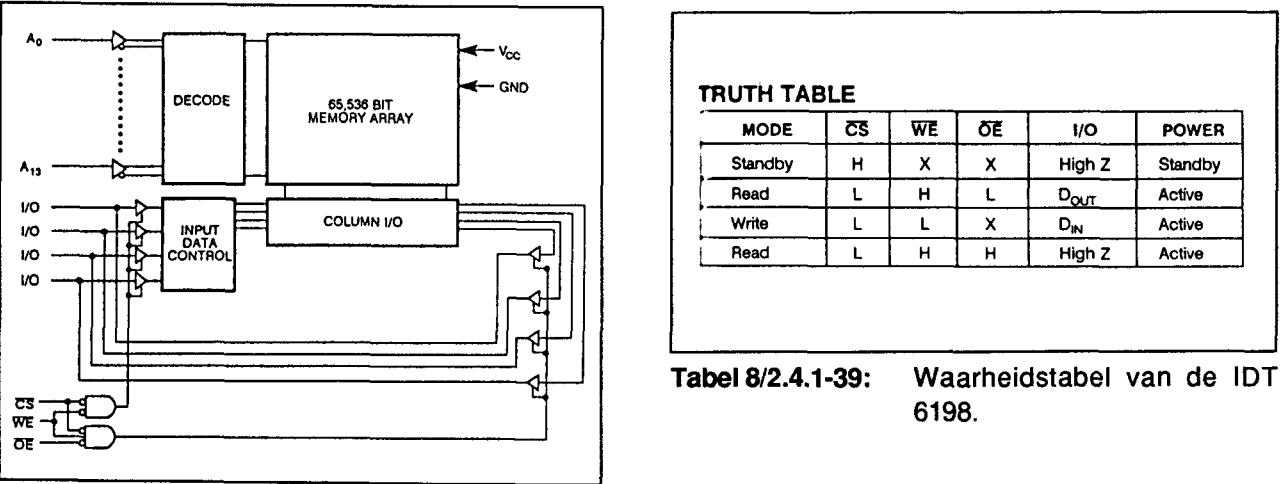 A0
A13
DECODE
65,536 BIT
MEMORY ARRAY
VCC
GND
I/O
I/O
I/O
I/O
INPUT
DATA
CONTROL
COLUMN I/O
CS
WE
OE
TRUTH TABLE
MODE CS WE OE I/O POWER
Standby H X X High Z Standby
Read L H L DOUT Active
Write L L X DIN Active
Read L H H High Z Active
Tabel 8/2.4.1-39: Waarheidstabel van de IDT
6198.